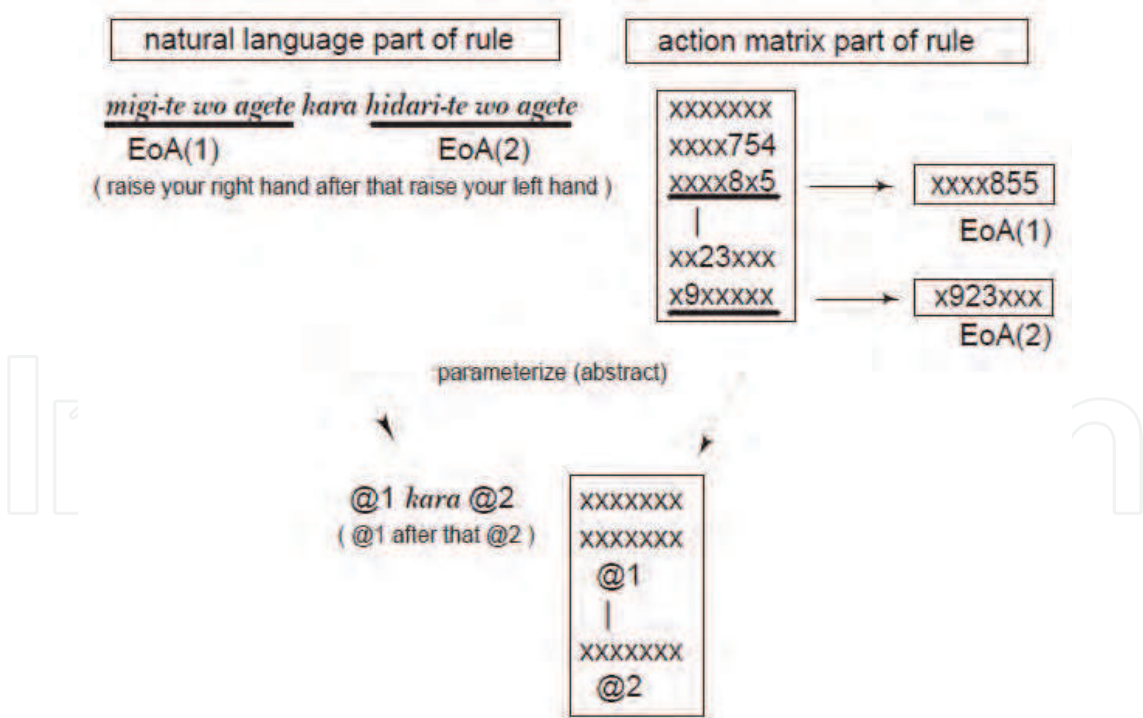 natural language part of rule
action matrix part of rule
migi-te wo agete kara hidari-te wo agete
EoA(1)
EoA(2)
( raise your right hand after that raise your left hand )
xxxxxxx
xxxx754
xxxx8x5
|
xx23xxx
x9xxxxx
xxxx855
EoA(1)
x923xxx
EoA(2)
parameterize (abstract)
@1 kara @2
( @1 after that @2 )
xxxxxxx
xxxxxxx
@1
|
xxxxxxx
@2